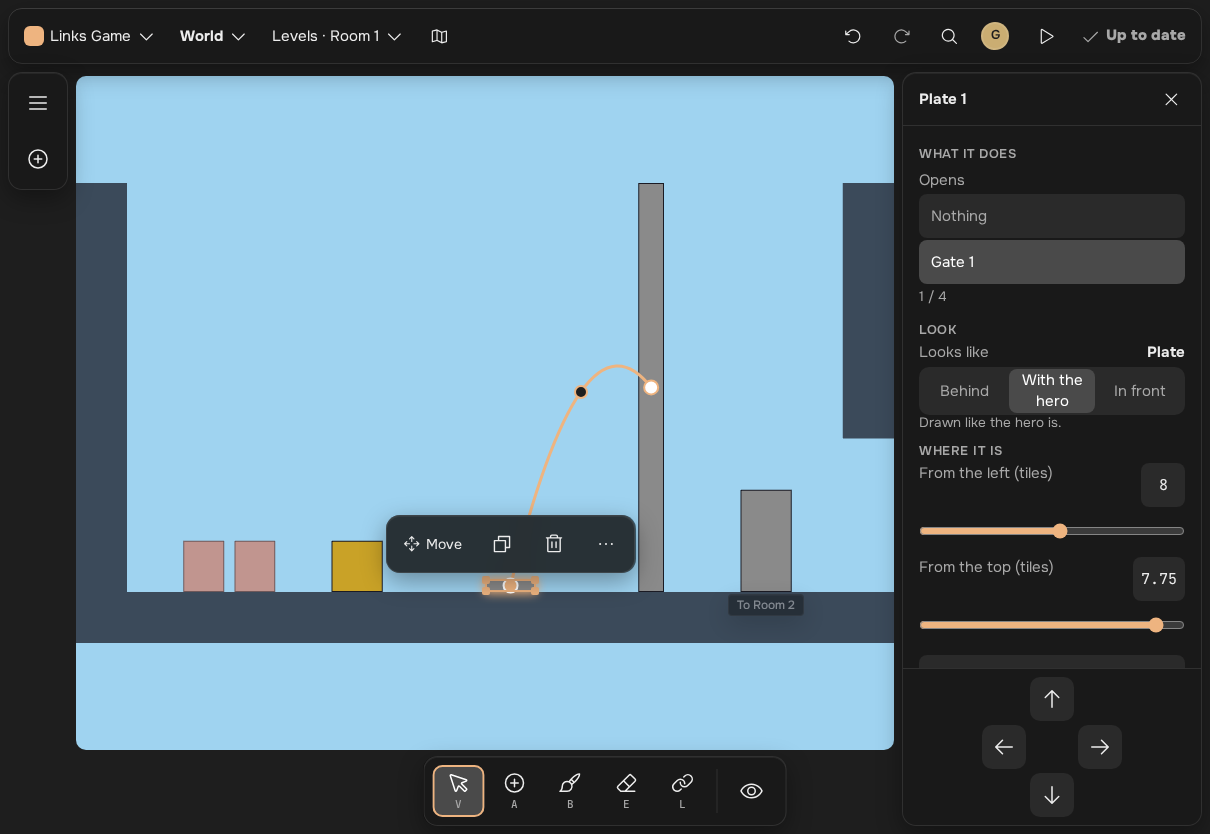 Links Game
World
Levels · Room 1
G
Up to date
Plate 1
WHAT IT DOES
Opens
Nothing
Gate 1
1 / 4
LOOK
Looks like
Plate
Behind
With the
hero
In front
Drawn like the hero is.
WHERE IT IS
From the left (tiles)
8
From the top (tiles)
7.75
Move
To Room 2
V
A
B
E
L